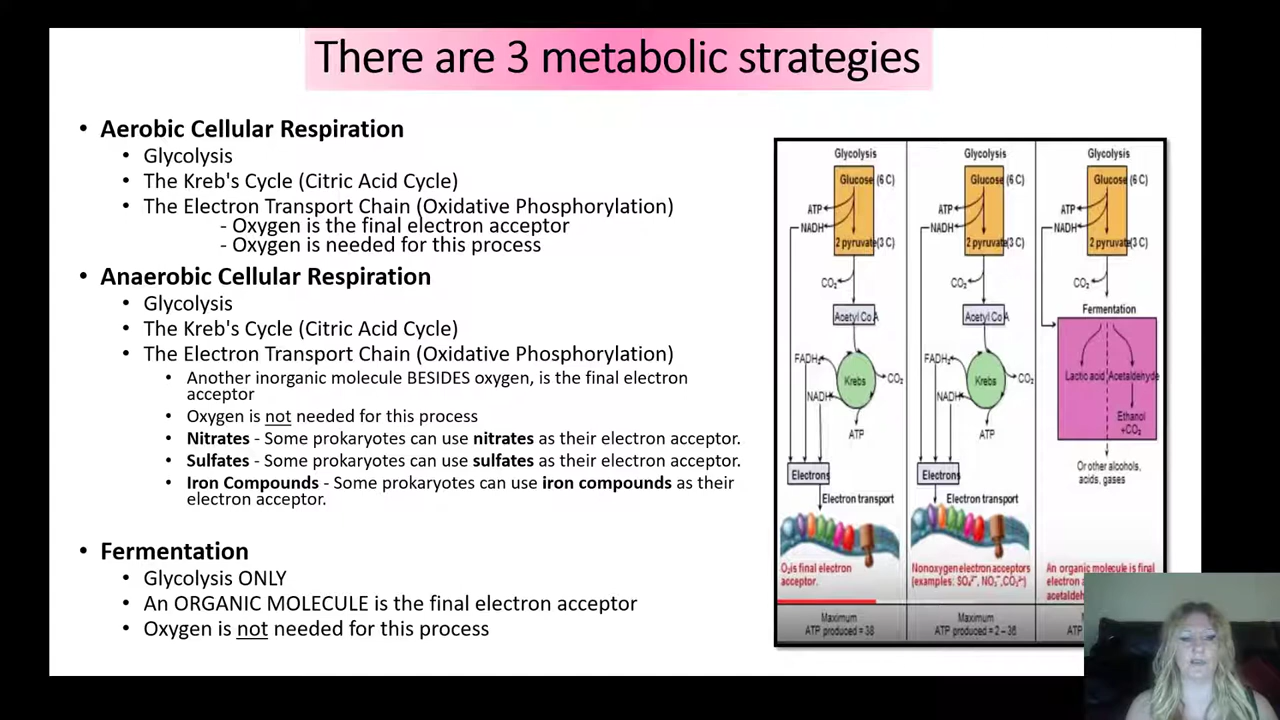 There are 3 metabolic strategies
• Aerobic Cellular Respiration
• Glycolysis
• The Kreb's Cycle (Citric Acid Cycle)
• The Electron Transport Chain (Oxidative Phosphorylation)
- Oxygen is the final electron acceptor
- Oxygen is needed for this process
• Anaerobic Cellular Respiration
• Glycolysis
• The Kreb's Cycle (Citric Acid Cycle)
• The Electron Transport Chain (Oxidative Phosphorylation)
• Another inorganic molecule BESIDES oxygen, is the final electron
acceptor
• Oxygen is not needed for this process
• Nitrates - Some prokaryotes can use nitrates as their electron acceptor.
• Sulfates - Some prokaryotes can use sulfates as their electron acceptor.
• Iron Compounds - Some prokaryotes can use iron compounds as their
electron acceptor.
• Fermentation
• Glycolysis ONLY
• An ORGANIC MOLECULE is the final electron acceptor
• Oxygen is not needed for this process
Glycolysis
Glucose (6 C)
ATP
NADH
2 pyruvate(3 C)
CO₂
Acetyl Co A
FADH₂
Krebs
CO₂
NADH
ATP
Electrons
Electron transport
O₂ is final electron
acceptor.
Maximum
ATP produced = 38
Glycolysis
Glucose (6 C)
ATP
NADH
2 pyruvate(3 C)
CO₂
Acetyl Co A
FADH₂
Krebs
CO₂
NADH
ATP
Electrons
Electron transport
Nonoxygen electron acceptors
(examples: SO₄²⁻, NO₃⁻, CO₃²⁻)
Maximum
ATP produced = 2 – 36
Glycolysis
Glucose (6 C)
ATP
NADH
2 pyruvate(3 C)
CO₂
Fermentation
Lactic acid Acetaldehyde
Ethanol
+CO₂
Or other alcohols,
acids, gases
An organic molecule is final
electron